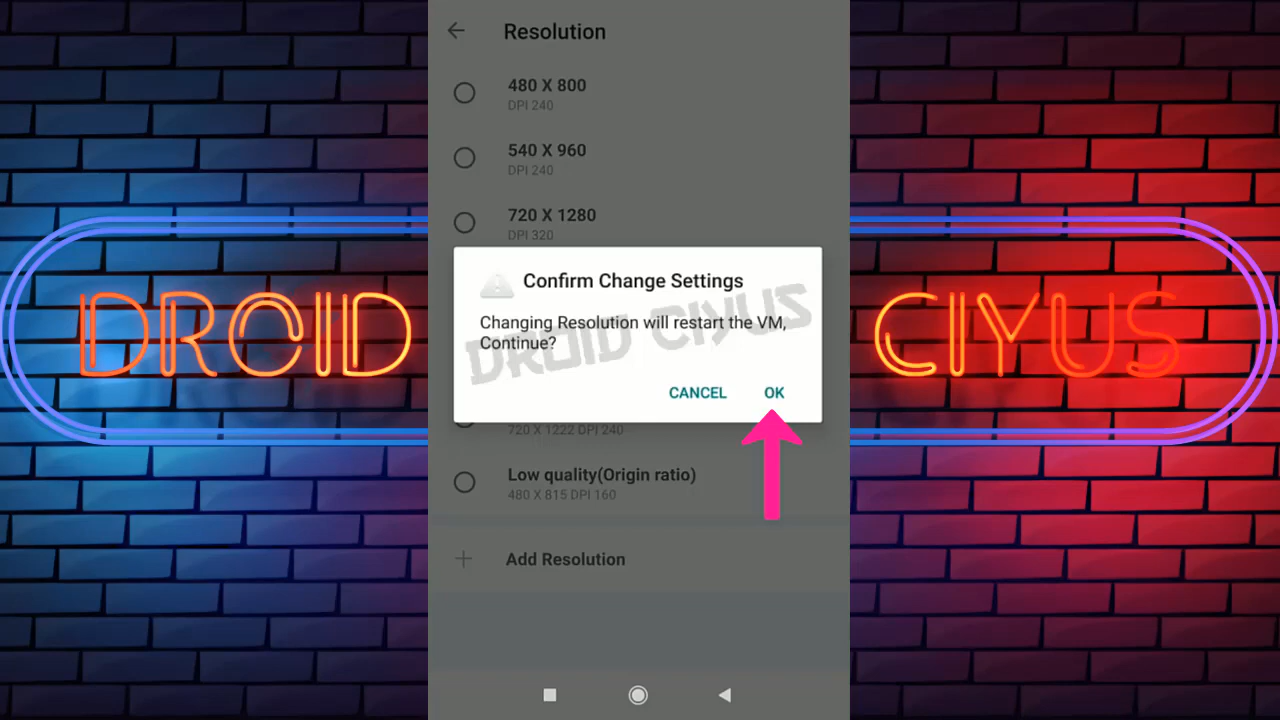 Resolution
480 X 800
DPI 240
540 X 960
DPI 240
720 X 1280
DPI 320
Confirm Change Settings
Changing Resolution will restart the VM,
Continue?
DROID CIYUS
CANCEL OK
720 X 1222 DPI 240
Low quality(Origin ratio)
480 X 815 DPI 160
Add Resolution
DROID
CIYUS